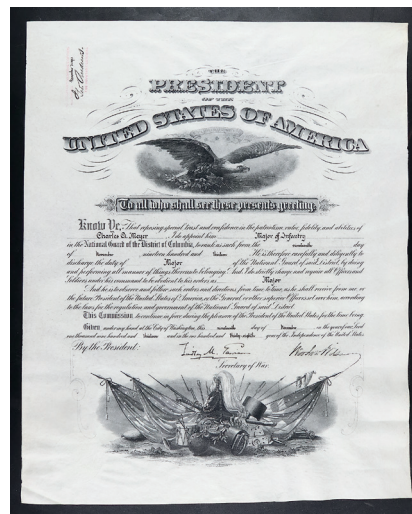 THE
PRESIDENT
OF THE
UNITED STATES OF AMERICA
To all who shall see these presents greeting:
Know Ye, That reposing special trust and confidence in the patriotism, valor, fidelity and abilities of
Charles G. Meyer I do appoint him Major of Infantry
in the National Guard of the District of Columbia, to rank as such from the nineteenth day
of November nineteen hundred and thirteen He is therefore carefully and diligently to
discharge the duty of Major of the National Guard of said District, by doing
and performing all manner of things thereunto belonging. And I do strictly charge and require all Officers and
Soldiers under his command to be obedient to his orders as Major
And he is to observe and follow such orders and directions from time to time, as he shall receive from me or
the future President of the United States of America, or the General or other superior Officers set over him, according
to the laws for the regulation and government of the National Guard of said District.
This Commission to continue in force during the pleasure of the President of the United States for the time being.
Given under my hand at the City of Washington, this nineteenth day of November in the year of our Lord
one thousand nine hundred and thirteen and in the one hundred and thirty-eighth year of the Independence of the United States.
By the President:
Secretary of War.